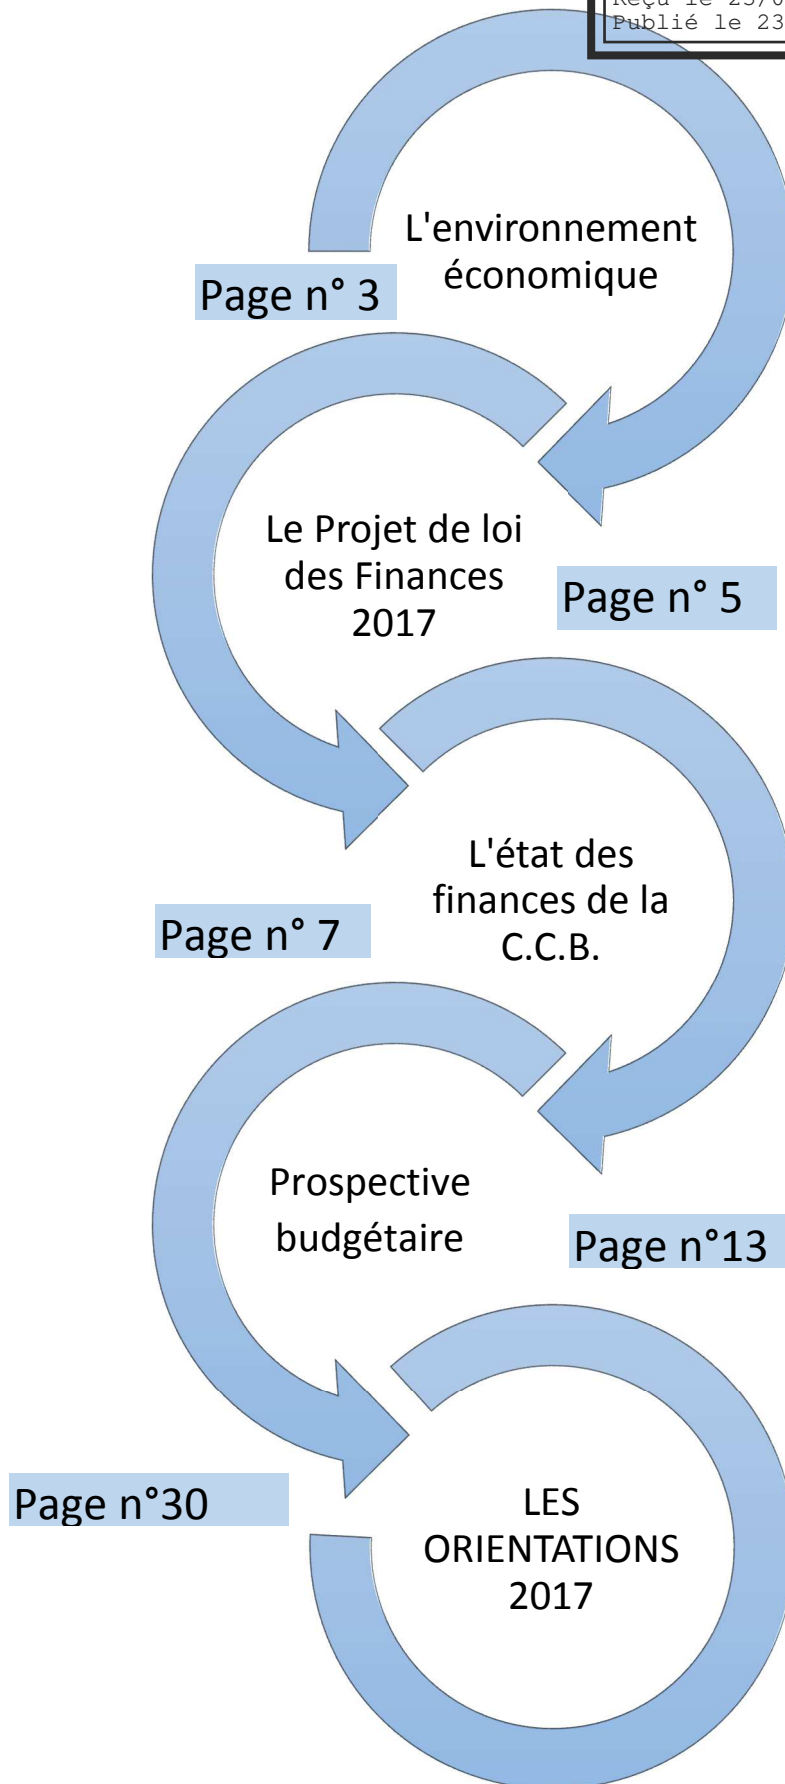 Publié le 23
L'environnement
économique
Page n° 3
Le Projet de loi
des Finances
2017
Page n° 5
L'état des
finances de la
C.C.B.
Page n° 7
Prospective
budgétaire
Page n°13
LES
ORIENTATIONS
2017
Page n°30